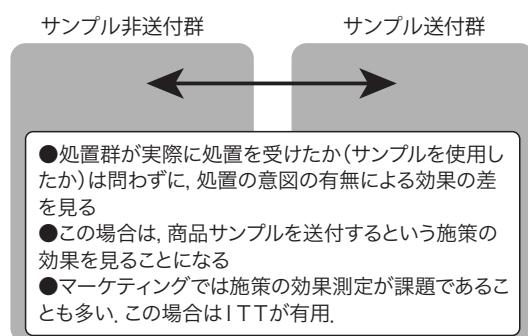 サンプル非送付群 サンプル送付群
●処置群が実際に処置を受けたか(サンプルを使用し
たか)は問わずに, 処置の意図の有無による効果の差
を見る
●この場合は, 商品サンプルを送付するという施策の
効果を見ることになる
●マーケティングでは施策の効果測定が課題であるこ
とも多い. この場合はITTが有用.